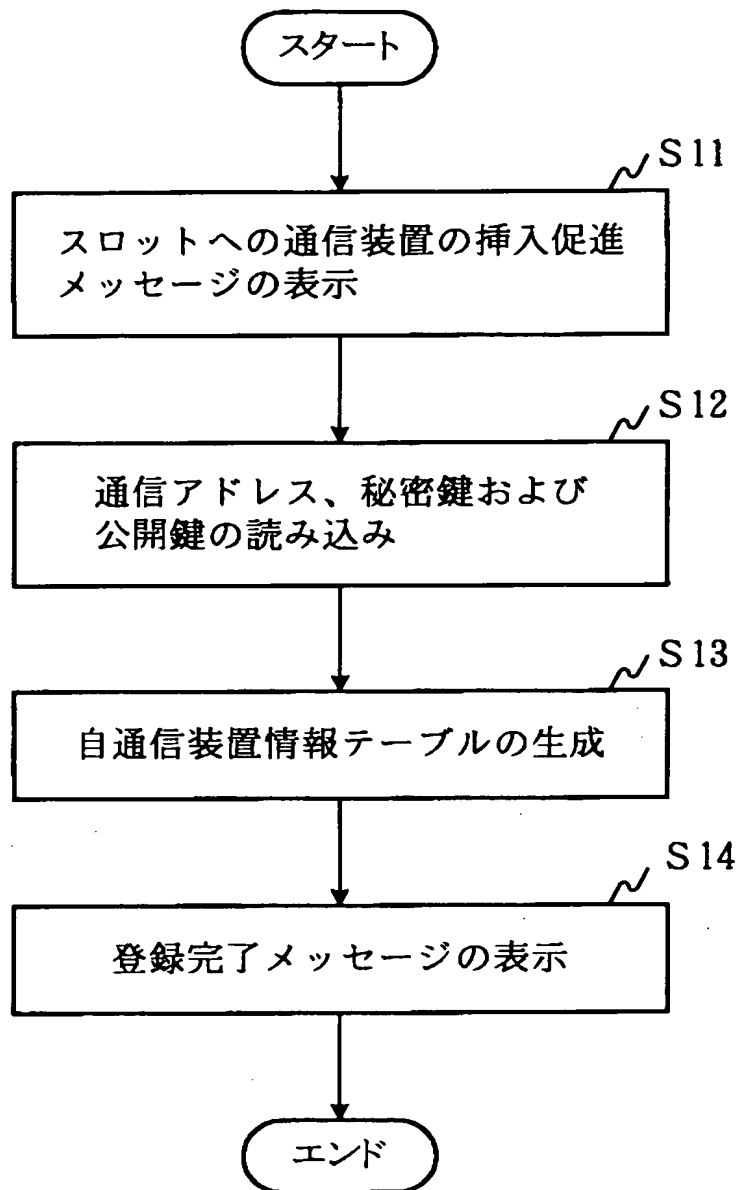 スタート
S11
スロットへの通信装置の挿入促進
メッセージの表示
S12
通信アドレス、秘密鍵および
公開鍵の読み込み
S13
自通信装置情報テーブルの生成
S14
登録完了メッセージの表示
エンド